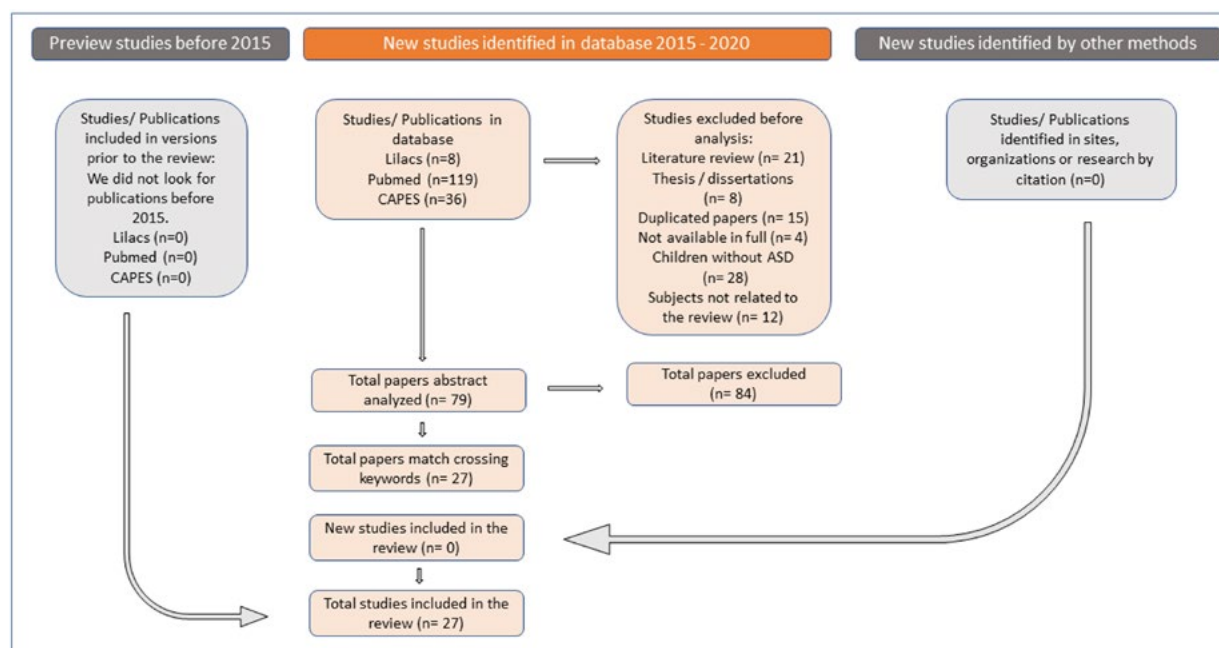 Preview studies before 2015
New studies identified in database 2015 - 2020
New studies identified by other methods
Studies/ Publications
included in versions
prior to the review:
We did not look for
publications before
2015.
Lilacs (n=0)
Pubmed (n=0)
CAPES (n=0)
Studies/ Publications in
database
Lilacs (n=8)
Pubmed (n=119)
CAPES (n=36)
Studies excluded before
analysis:
Literature review (n= 21)
Thesis / dissertations
(n= 8)
Duplicated papers (n= 15)
Not available in full (n= 4)
Children without ASD
(n= 28)
Subjects not related to
the review (n= 12)
Studies/ Publications
identified in sites,
organizations or research by
citation (n=0)
Total papers abstract
analyzed (n= 79)
Total papers excluded
(n= 84)
Total papers match crossing
keywords (n= 27)
New studies included in the
review (n= 0)
Total studies included in the
review (n= 27)